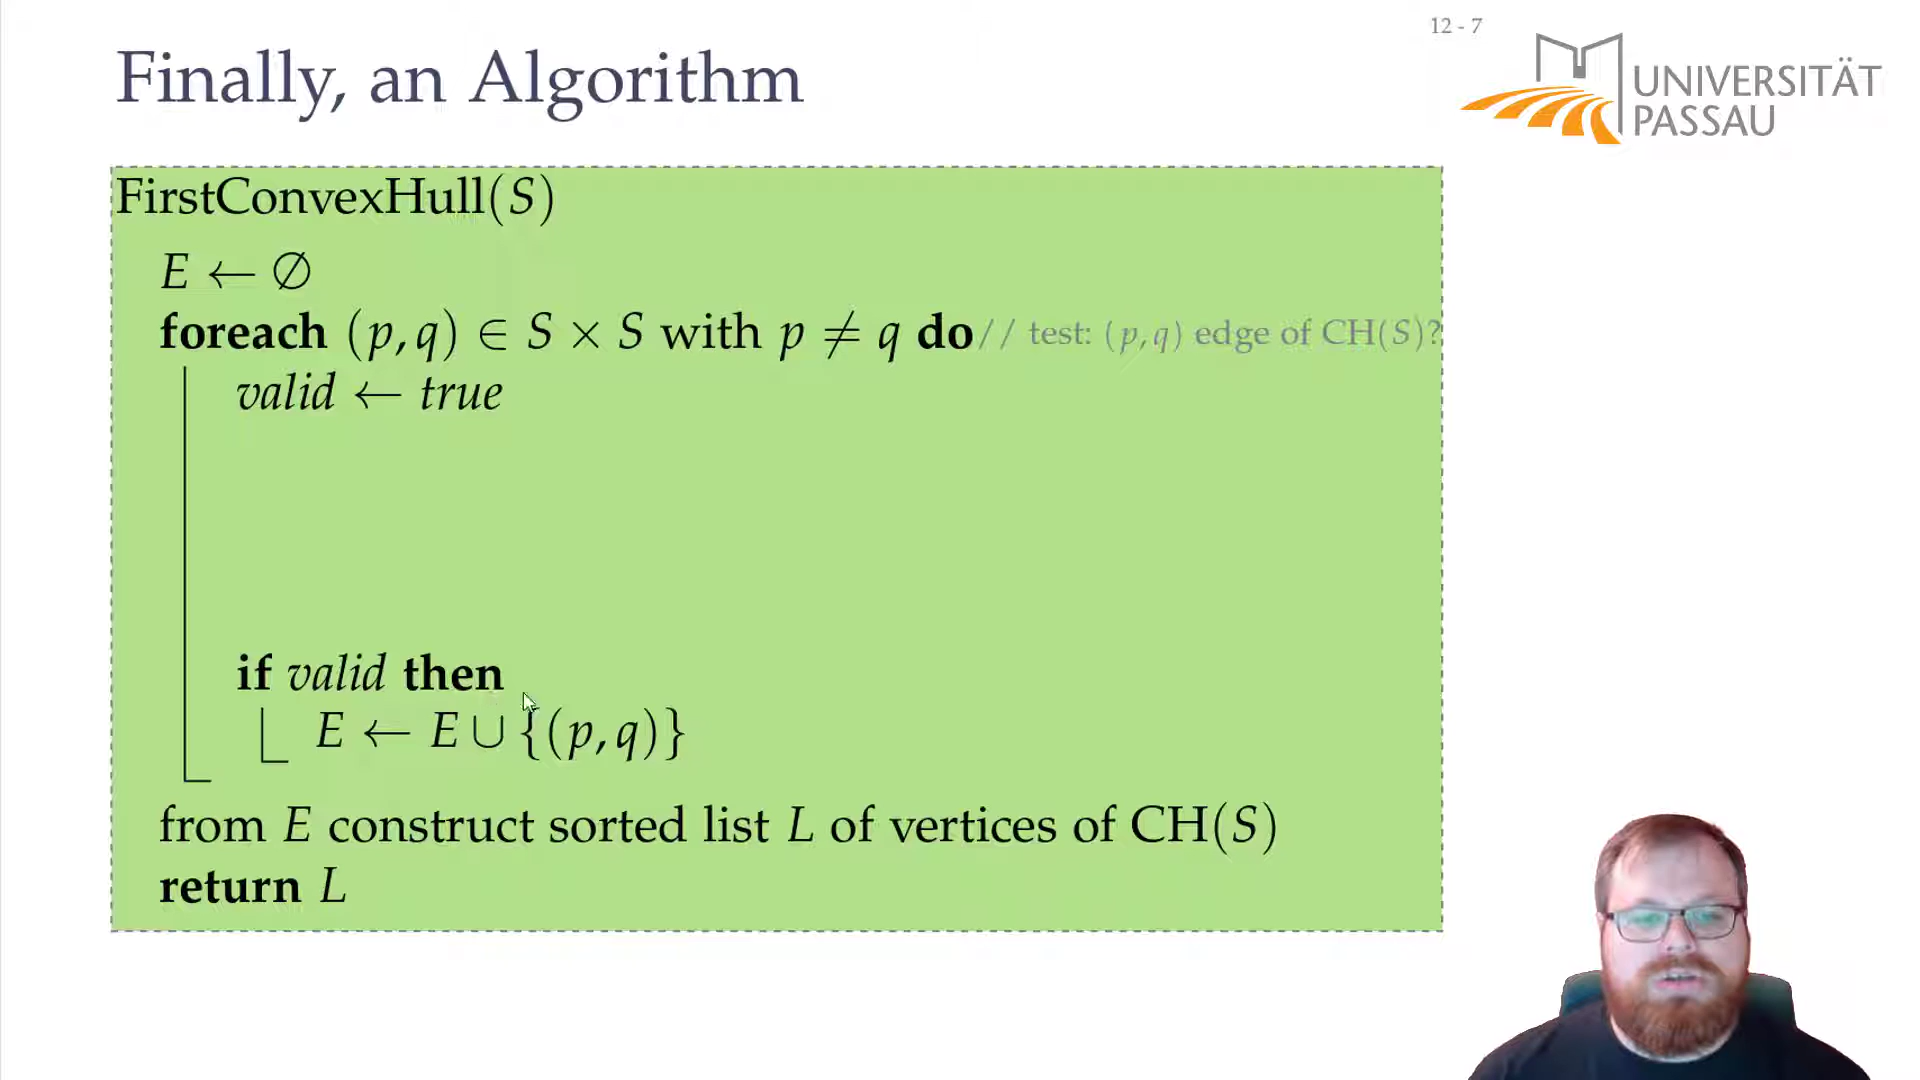 12 - 7
Finally, an Algorithm
UNIVERSITÄT
PASSAU
FirstConvexHull(S)
E ← ∅
foreach (p, q) ∈ S × S with p ≠ q do // test: (p, q) edge of CH(S)?
valid ← true
if valid then
E ← E ∪ {(p, q)}
from E construct sorted list L of vertices of CH(S)
return L